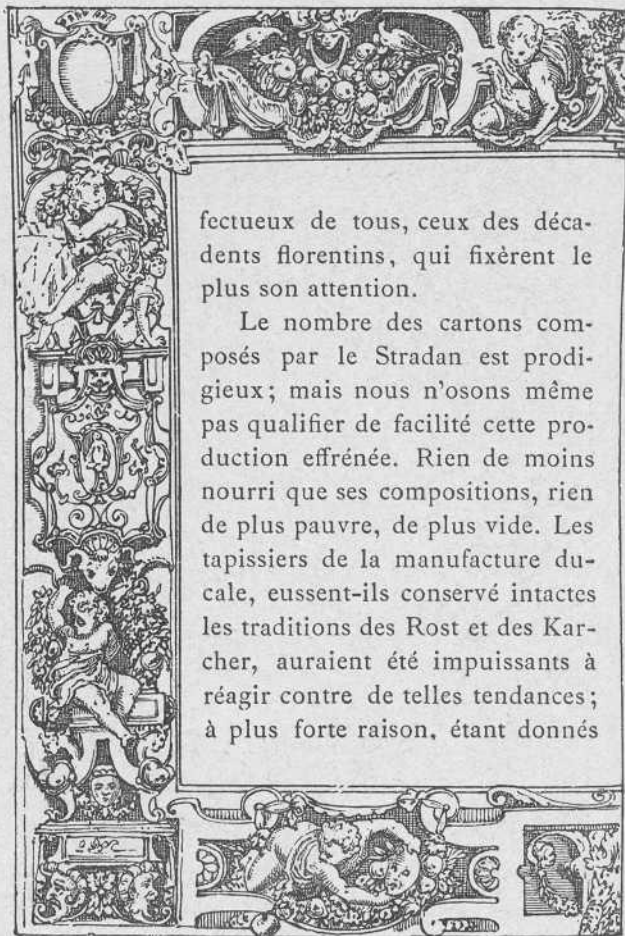 fectueux de tous, ceux des déca-
dents florentins, qui fixèrent le
plus son attention.
Le nombre des cartons com-
posés par le Stradan est prodi-
gieux; mais nous n'osons même
pas qualifier de facilité cette pro-
duction effrénée. Rien de moins
nourri que ses compositions, rien
de plus pauvre, de plus vide. Les
tapissiers de la manufacture du-
cale, eussent-ils conservé intactes
les traditions des Rost et des Kar-
cher, auraient été impuissants à
réagir contre de telles tendances;
à plus forte raison, étant donnés